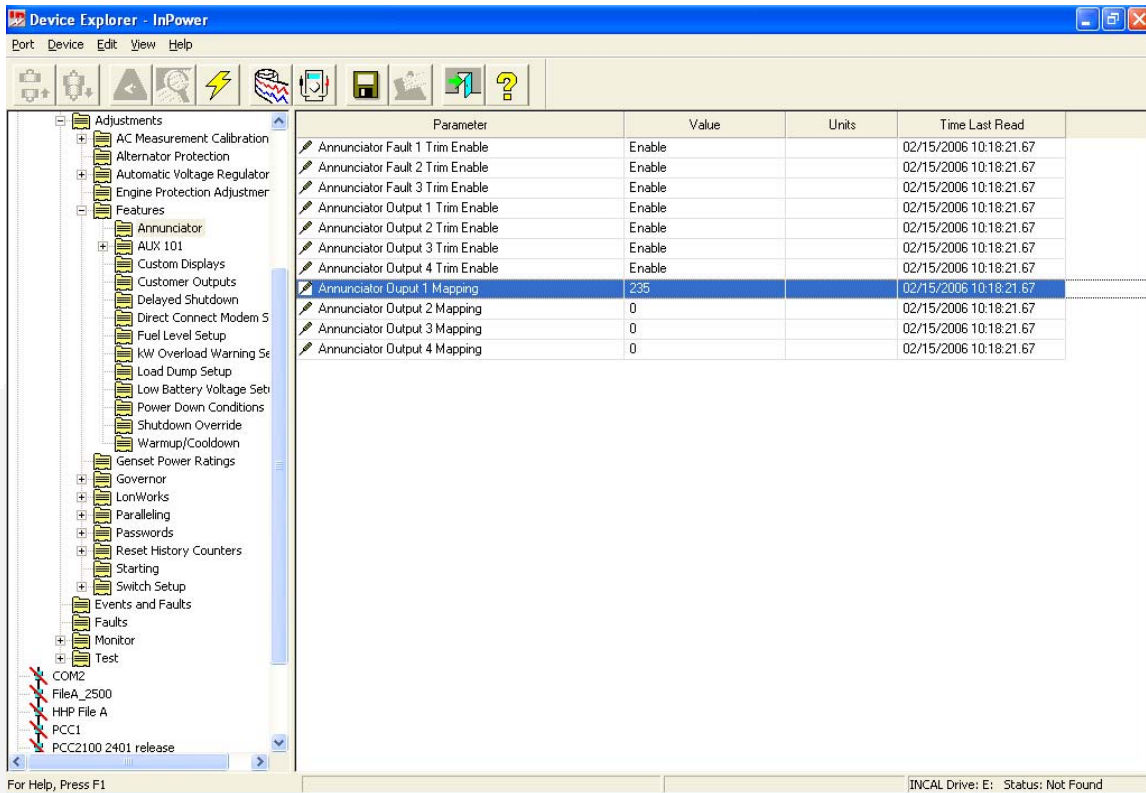 Device Explorer - InPower
Port Device Edit View Help
Adjustments
AC Measurement Calibration
Alternator Protection
Automatic Voltage Regulator
Engine Protection Adjustmer
Features
Annunciator
AUX 101
Custom Displays
Customer Outputs
Delayed Shutdown
Direct Connect Modem S
Fuel Level Setup
kW Overload Warning Se
Load Dump Setup
Low Battery Voltage Setu
Power Down Conditions
Shutdown Override
Warmup/Cooldown
Genset Power Ratings
Governor
LonWorks
Paralleling
Passwords
Reset History Counters
Starting
Switch Setup
Events and Faults
Faults
Monitor
Test
COM2
FileA_2500
HHP File A
PCC1
PCC2100 2401 release
Parameter Value Units Time Last Read
Annunciator Fault 1 Trim Enable Enable 02/15/2006 10:18:21.67
Annunciator Fault 2 Trim Enable Enable 02/15/2006 10:18:21.67
Annunciator Fault 3 Trim Enable Enable 02/15/2006 10:18:21.67
Annunciator Output 1 Trim Enable Enable 02/15/2006 10:18:21.67
Annunciator Output 2 Trim Enable Enable 02/15/2006 10:18:21.67
Annunciator Output 3 Trim Enable Enable 02/15/2006 10:18:21.67
Annunciator Output 4 Trim Enable Enable 02/15/2006 10:18:21.67
Annunciator Ouput 1 Mapping 235 02/15/2006 10:18:21.67
Annunciator Output 2 Mapping 0 02/15/2006 10:18:21.67
Annunciator Output 3 Mapping 0 02/15/2006 10:18:21.67
Annunciator Output 4 Mapping 0 02/15/2006 10:18:21.67
For Help, Press F1
INCAL Drive: E: Status: Not Found